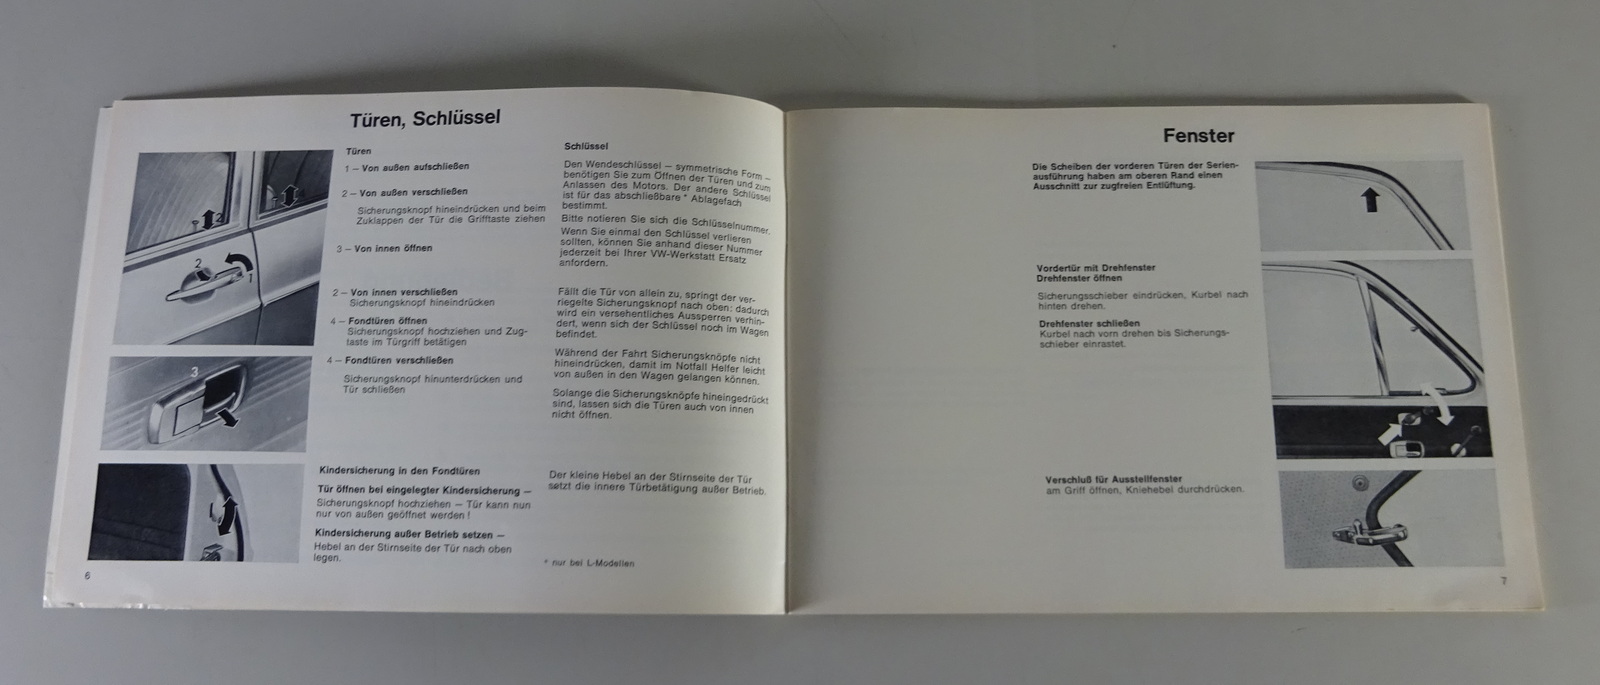 Türen, Schlüssel
Türen
1 – Von außen aufschließen
2 – Von außen verschließen
Sicherungsknopf hineindrücken und beim
Zuklappen der Tür die Grifftaste ziehen
3 – Von innen öffnen
2 – Von innen verschließen
Sicherungsknopf hineindrücken
4 – Fondtüren öffnen
Sicherungsknopf hochziehen und Zug-
taste im Türgriff betätigen
4 – Fondtüren verschließen
Sicherungsknopf hinunterdrücken und
Tür schließen
Kindersicherung in den Fondtüren
Tür öffnen bei eingelegter Kindersicherung –
Sicherungsknopf hochziehen – Tür kann nun
nur von außen geöffnet werden!
Kindersicherung außer Betrieb setzen –
Hebel an der Stirnseite der Tür nach oben
legen.
Schlüssel
Den Wendeschlüssel – symmetrische Form –
benötigen Sie zum Öffnen der Türen und zum
Anlassen des Motors. Der andere Schlüssel
ist für das abschließbare * Ablagefach
bestimmt.
Bitte notieren Sie sich die Schlüsselnummer.
Wenn Sie einmal den Schlüssel verlieren
sollten, können Sie anhand dieser Nummer
jederzeit bei Ihrer VW-Werkstatt Ersatz
anfordern.
Fällt die Tür von allein zu, springt der ver-
riegelte Sicherungsknopf nach oben; dadurch
wird ein versehentliches Aussperren verhin-
dert, wenn sich der Schlüssel noch im Wagen
befindet.
Während der Fahrt Sicherungsknöpfe nicht
hineindrücken, damit im Notfall Helfer leicht
von außen in den Wagen gelangen können.
Solange die Sicherungsknöpfe hineingedrückt
sind, lassen sich die Türen auch von innen
nicht öffnen.
Der kleine Hebel an der Stirnseite der Tür
setzt die innere Türbetätigung außer Betrieb.
* nur bei L-Modellen
2
4
2
1
3
6
Fenster
Die Scheiben der vorderen Türen der Serien-
ausführung haben am oberen Rand einen
Ausschnitt zur zugfreien Entlüftung.
Vordertür mit Drehfenster
Drehfenster öffnen
Sicherungsschieber eindrücken, Kurbel nach
hinten drehen.
Drehfenster schließen
Kurbel nach vorn drehen bis Sicherungs-
schieber einrastet.
Verschluß für Ausstellfenster
am Griff öffnen, Kniehebel durchdrücken.
7